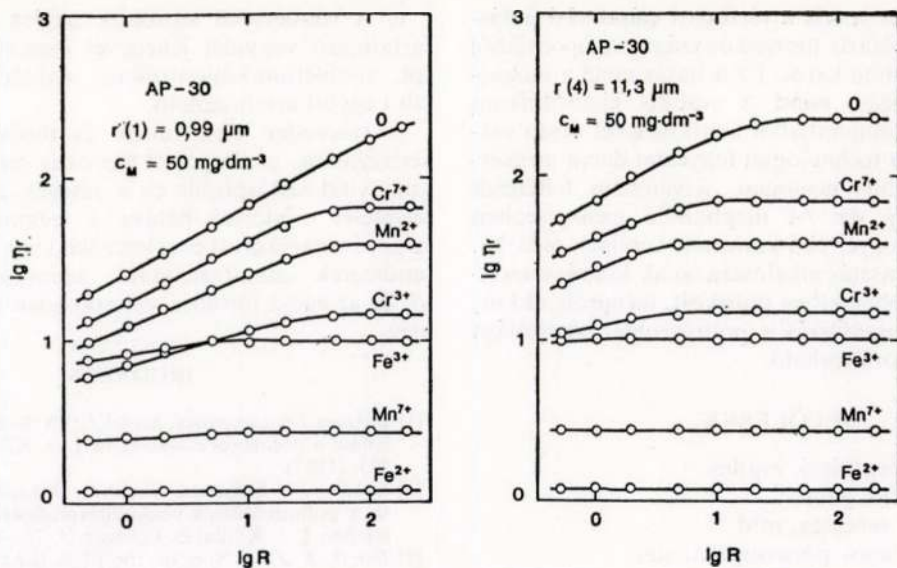 3
AP-30
r (1) = 0,99 μm
c_M = 50 mg·dm⁻³
0
2
Cr⁷⁺
Mn²⁺
Cr³⁺
1
Fe³⁺
Mn⁷⁺
Fe²⁺
0
0 1 2
lg R
lg ηr
3
AP-30
r (4) = 11,3 μm
c_M = 50 mg·dm⁻³
0
2
Cr⁷⁺
Mn²⁺
Cr³⁺
1
Fe³⁺
Mn⁷⁺
Fe²⁺
0
0 1 2
lg R
lg ηr